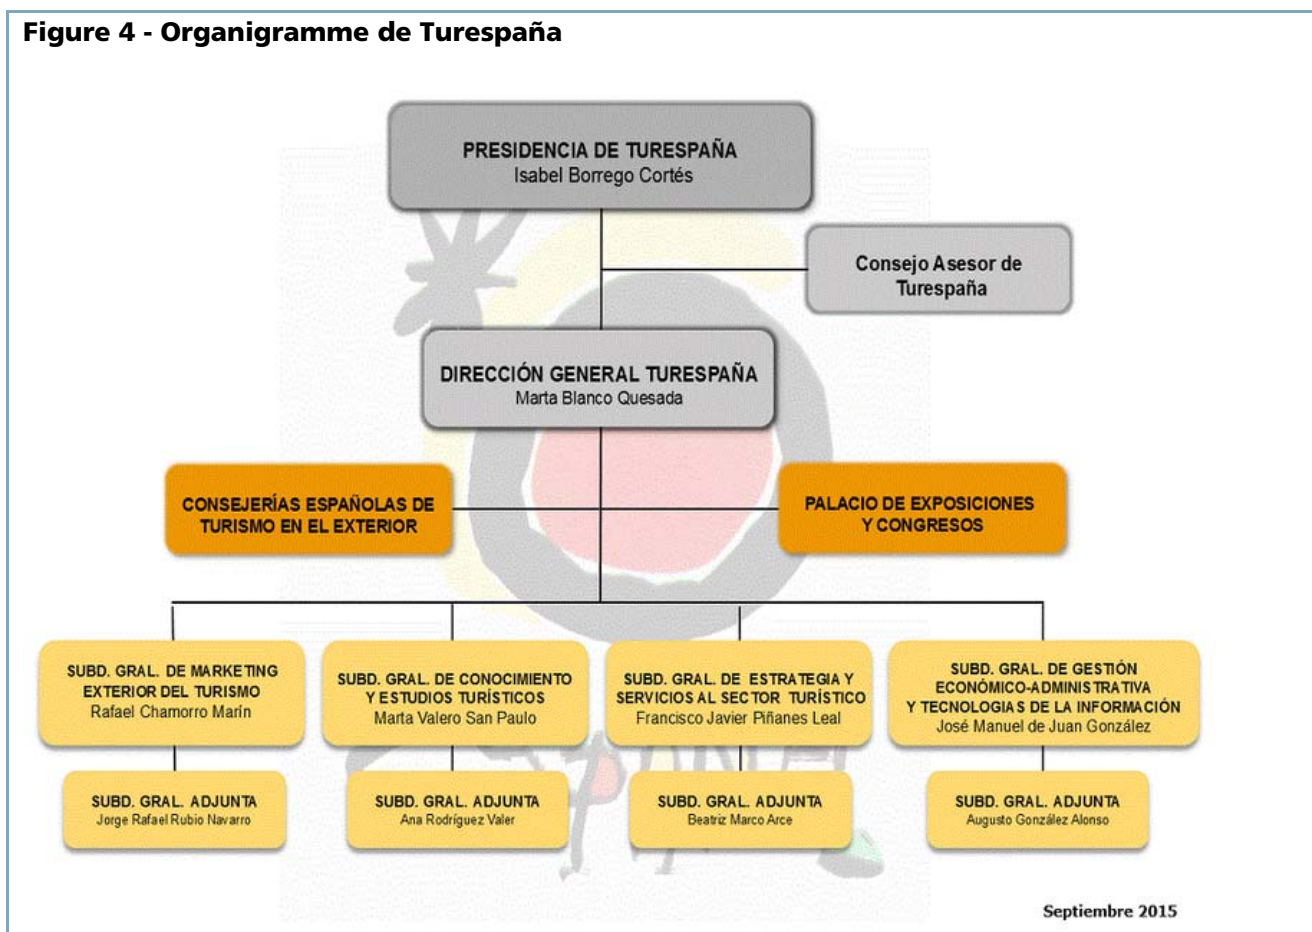 Figure 4 - Organigramme de Turespaña
PRESIDENCIA DE TURESPAÑA
Isabel Borrego Cortés
Consejo Asesor de
Turespaña
DIRECCIÓN GENERAL TURESPAÑA
Marta Blanco Quesada
CONSEJERÍAS ESPAÑOLAS DE
TURISMO EN EL EXTERIOR
PALACIO DE EXPOSICIONES
Y CONGRESOS
SUBD. GRAL. DE MARKETING
EXTERIOR DEL TURISMO
Rafael Chamorro Marín
SUBD. GRAL. DE CONOCIMIENTO
Y ESTUDIOS TURÍSTICOS
Marta Valero San Paulo
SUBD. GRAL. DE ESTRATEGIA Y
SERVICIOS AL SECTOR TURÍSTICO
Francisco Javier Piñanes Leal
SUBD. GRAL. DE GESTIÓN
ECONÓMICO-ADMINISTRATIVA
Y TECNOLOGIAS DE LA INFORMACIÓN
José Manuel de Juan González
SUBD. GRAL. ADJUNTA
Jorge Rafael Rubio Navarro
SUBD. GRAL. ADJUNTA
Ana Rodríguez Valer
SUBD. GRAL. ADJUNTA
Beatriz Marco Arce
SUBD. GRAL. ADJUNTA
Augusto González Alonso
Septiembre 2015